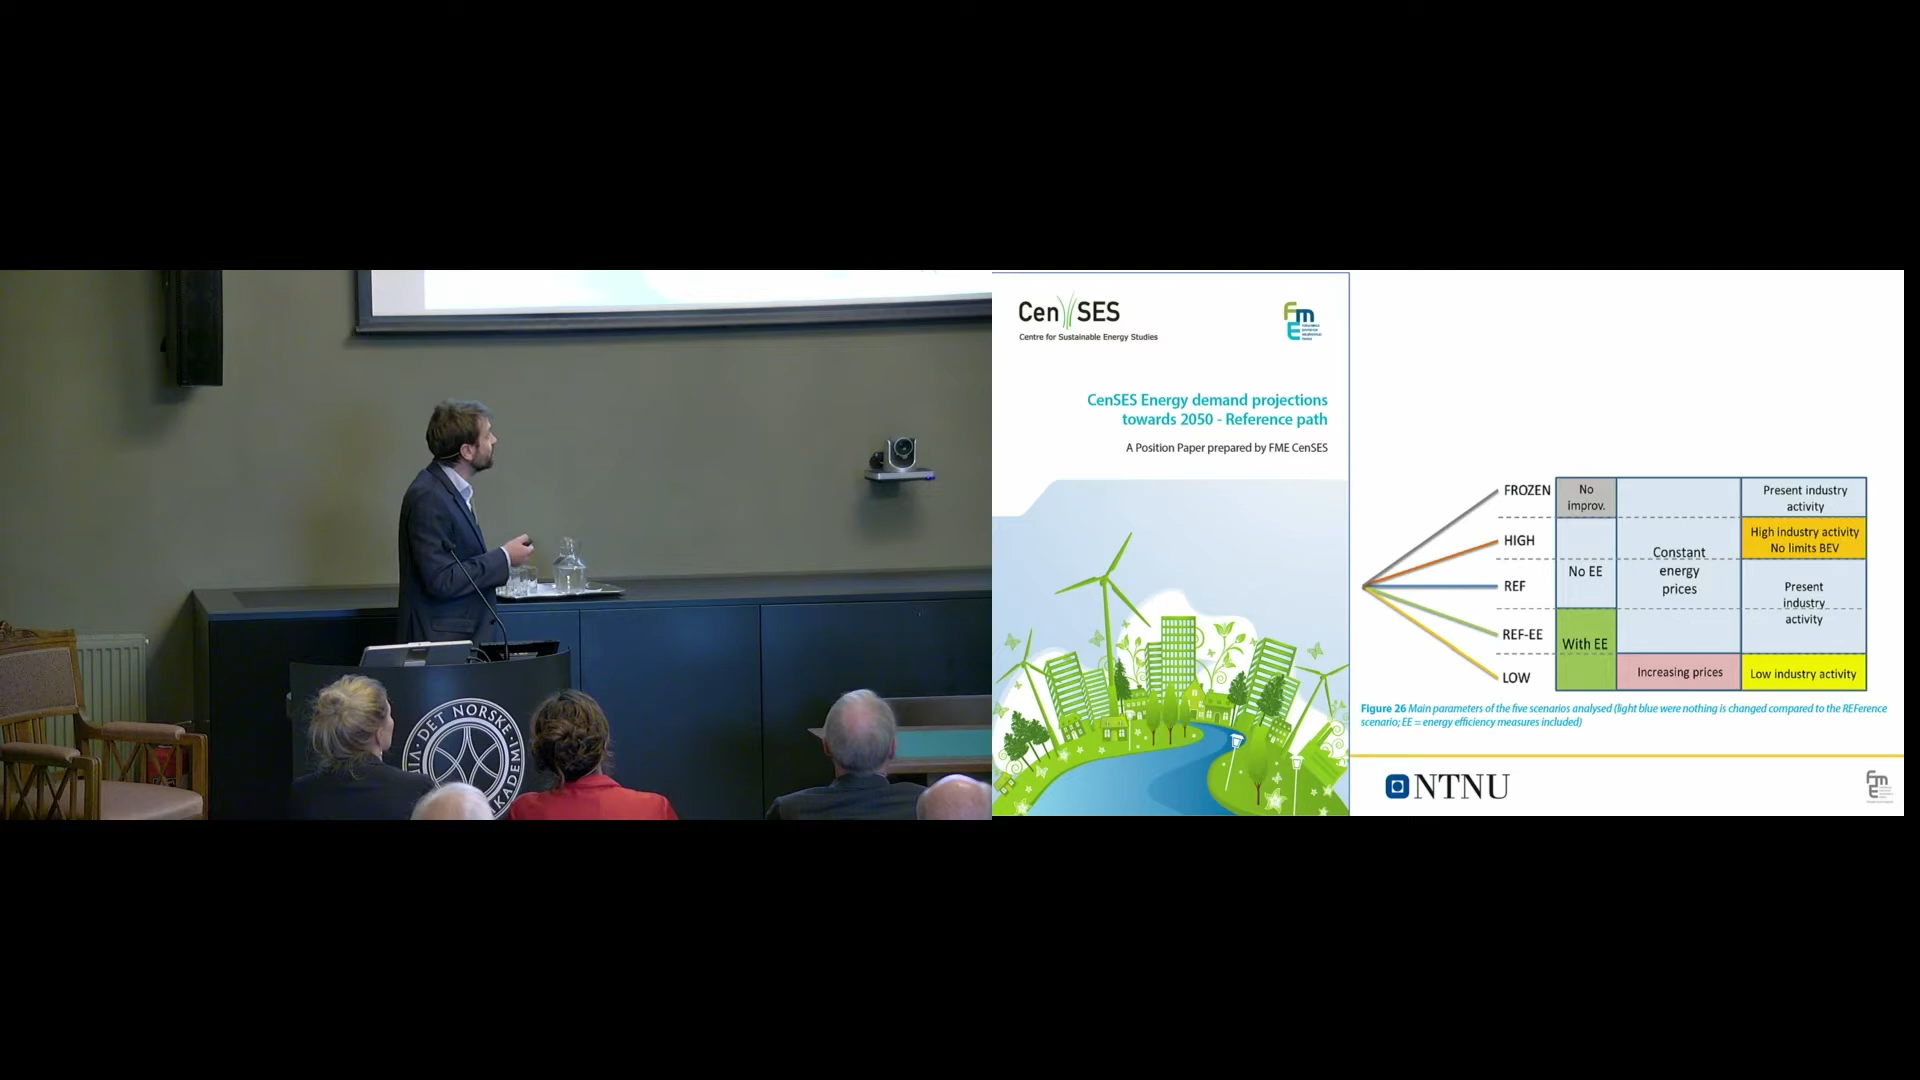 DET NORSKE
Cen SES
Centre for Sustainable Energy Studies
FmE
CenSES Energy demand projections
towards 2050 - Reference path
A Position Paper prepared by FME CenSES
FROZEN
No
improv.
Present industry
activity
HIGH
High industry activity
No limits BEV
Constant
energy
prices
No EE
REF
Present
industry
activity
REF-EE
With EE
LOW
Increasing prices
Low industry activity
Figure 26 Main parameters of the five scenarios analysed (light blue were nothing is changed compared to the REFerence
scenario; EE = energy efficiency measures included)
NTNU
FmE